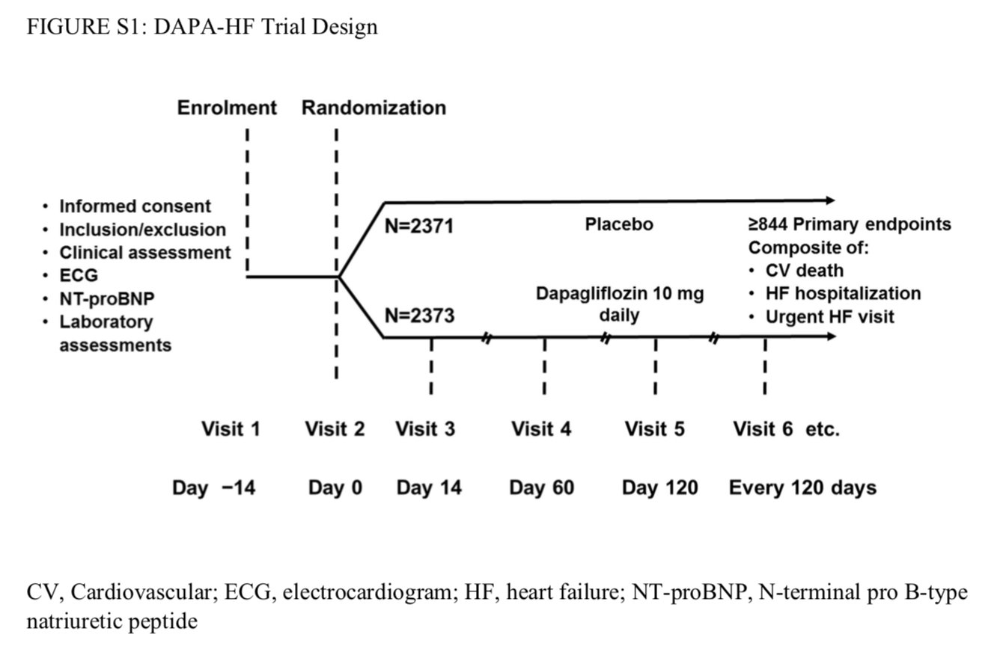 FIGURE S1: DAPA-HF Trial Design
Enrolment Randomization
• Informed consent
• Inclusion/exclusion
• Clinical assessment
• ECG
• NT-proBNP
• Laboratory
assessments
N=2371
Placebo
N=2373
Dapagliflozin 10 mg
daily
≥844 Primary endpoints
Composite of:
• CV death
• HF hospitalization
• Urgent HF visit
Visit 1 Visit 2 Visit 3 Visit 4 Visit 5 Visit 6 etc.
Day −14 Day 0 Day 14 Day 60 Day 120 Every 120 days
CV, Cardiovascular; ECG, electrocardiogram; HF, heart failure; NT-proBNP, N-terminal pro B-type
natriuretic peptide